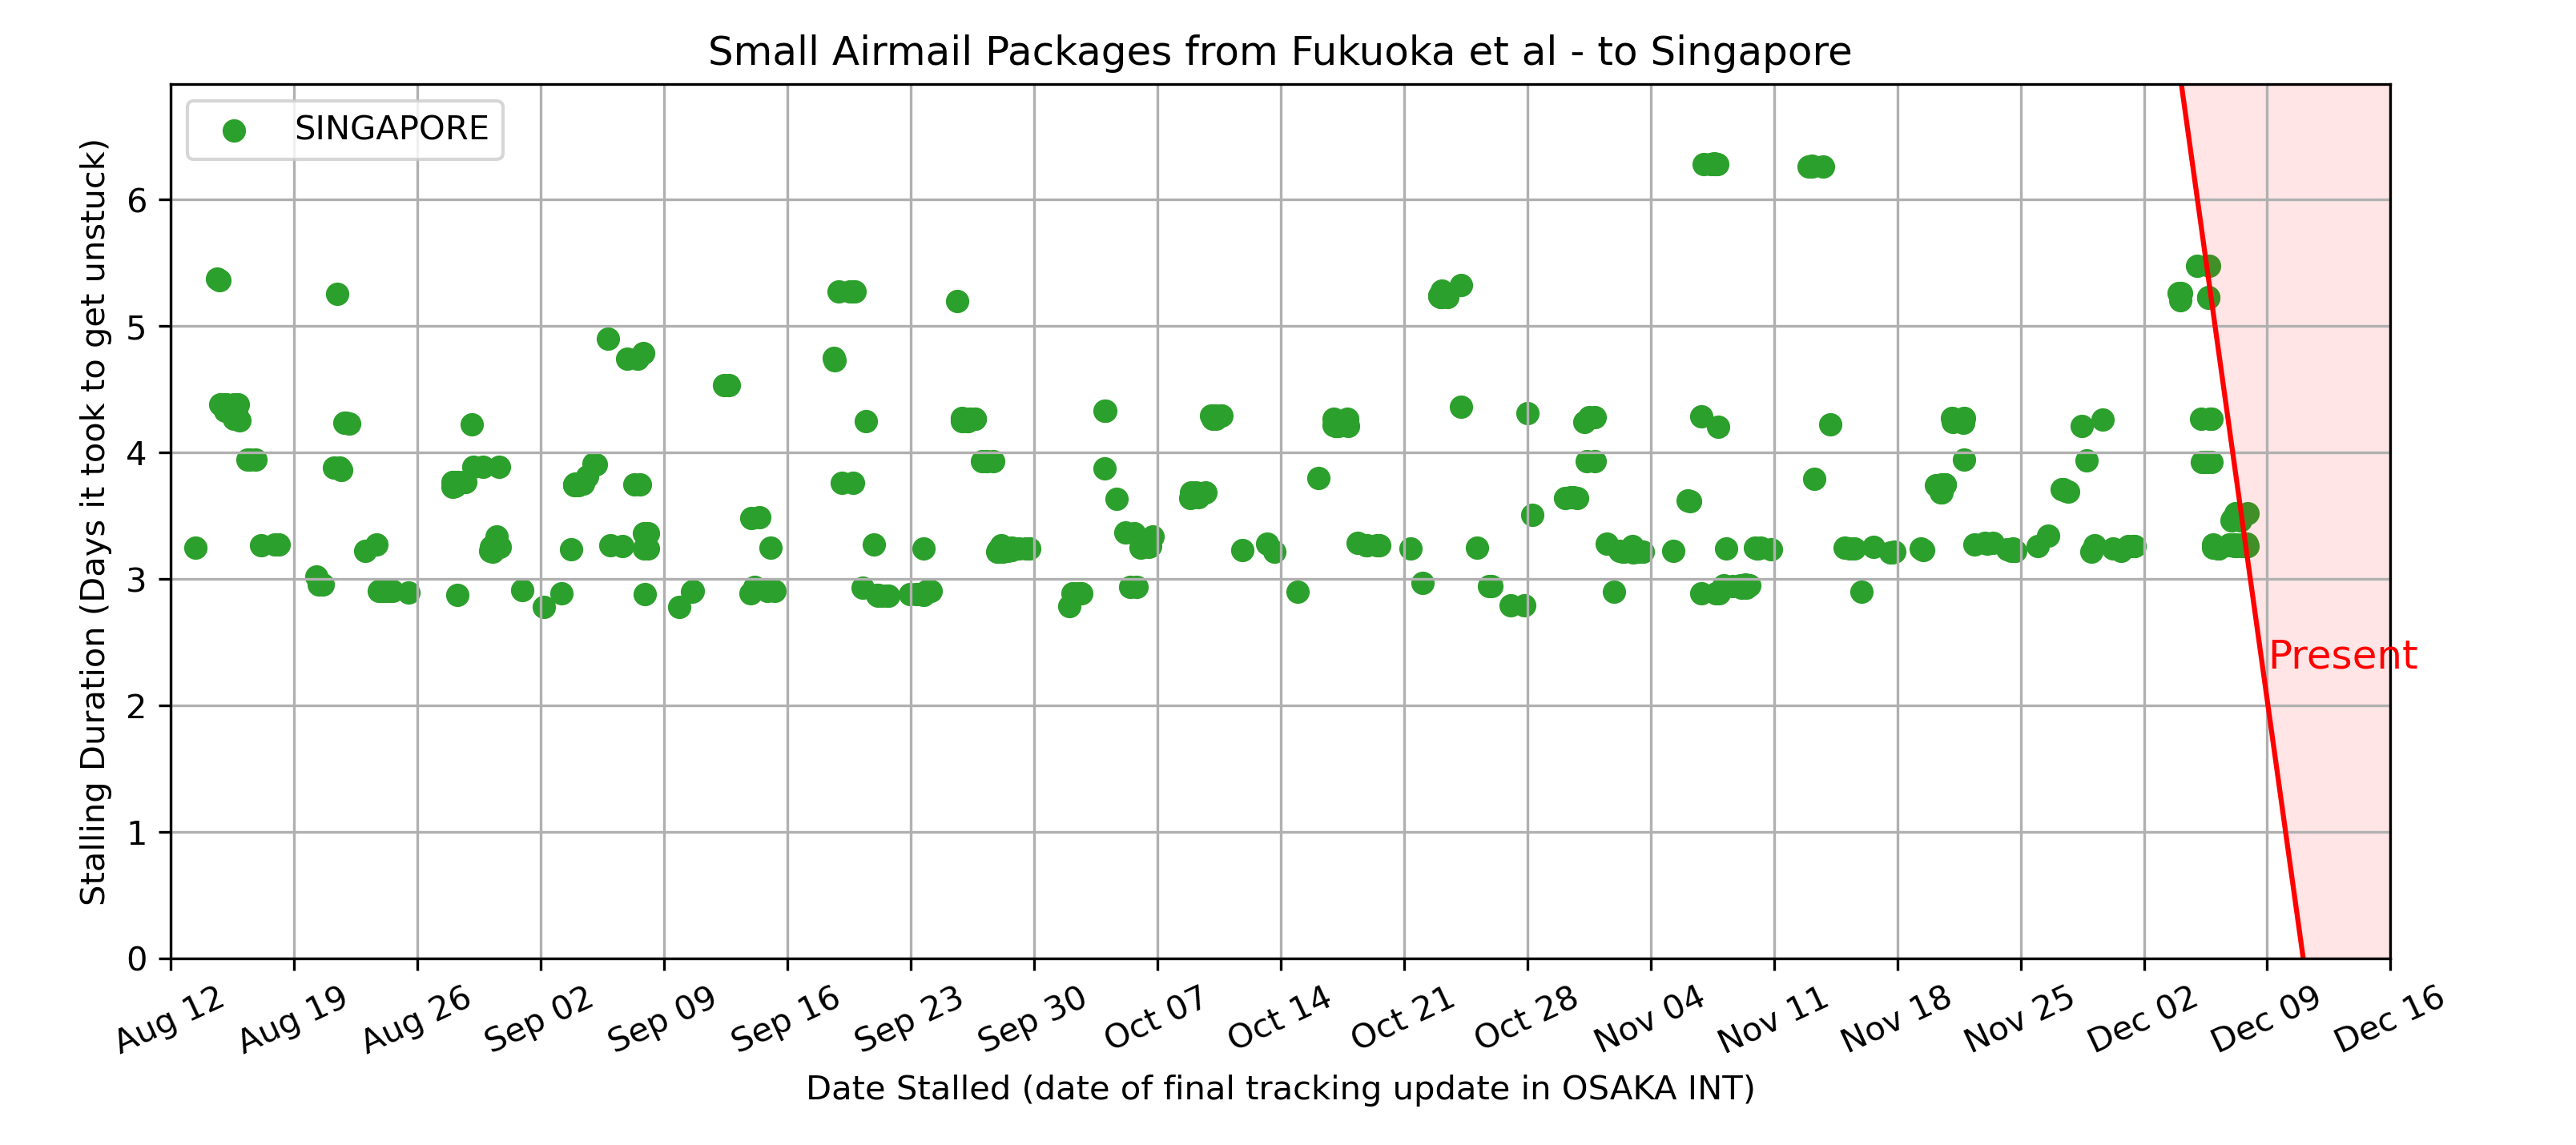 Small Airmail Packages from Fukuoka et al - to Singapore
SINGAPORE
Stalling Duration (Days it took to get unstuck)
6
5
4
3
2
1
0
Present
Aug 12
Aug 19
Aug 26
Sep 02
Sep 09
Sep 16
Sep 23
Sep 30
Oct 07
Oct 14
Oct 21
Oct 28
Nov 04
Nov 11
Nov 18
Nov 25
Dec 02
Dec 09
Dec 16
Date Stalled (date of final tracking update in OSAKA INT)